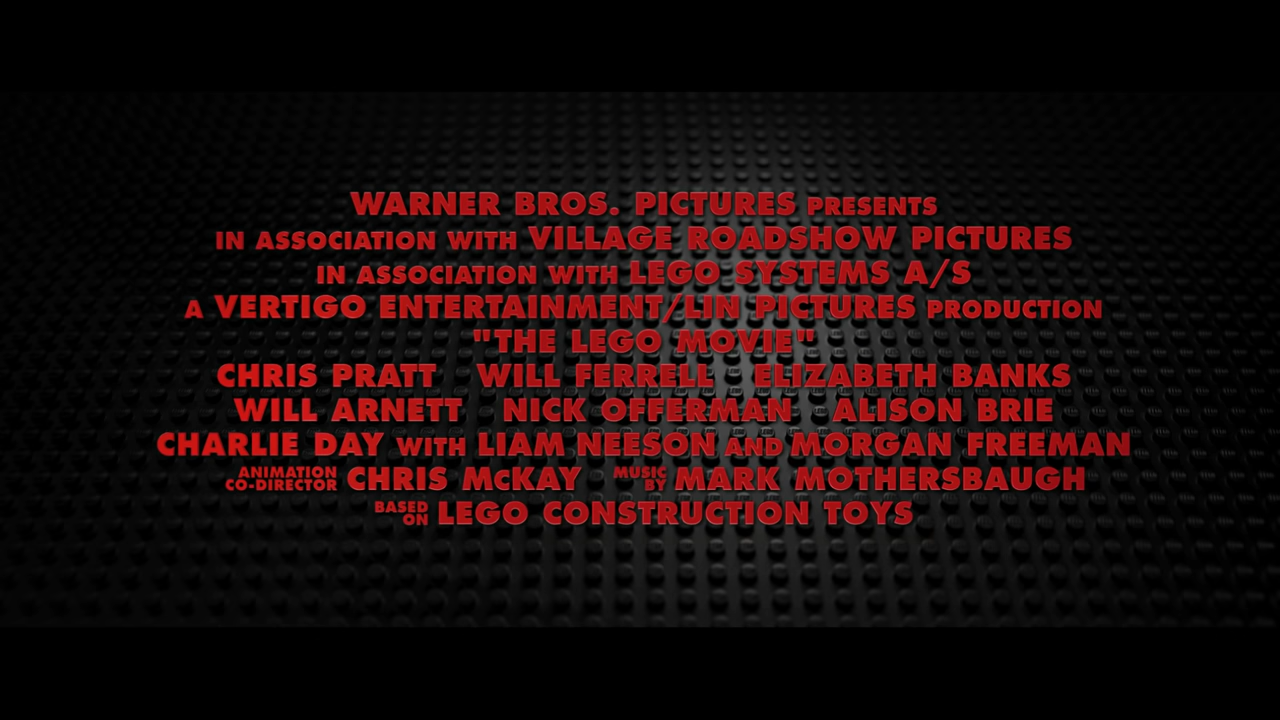 WARNER BROS. PICTURES PRESENTS
IN ASSOCIATION WITH VILLAGE ROADSHOW PICTURES
IN ASSOCIATION WITH LEGO SYSTEMS A/S
A VERTIGO ENTERTAINMENT/LIN PICTURES PRODUCTION
"THE LEGO MOVIE"
CHRIS PRATT WILL FERRELL ELIZABETH BANKS
WILL ARNETT NICK OFFERMAN ALISON BRIE
CHARLIE DAY WITH LIAM NEESON AND MORGAN FREEMAN
ANIMATION CO-DIRECTOR CHRIS McKAY MUSIC BY MARK MOTHERSBAUGH
BASED ON LEGO CONSTRUCTION TOYS